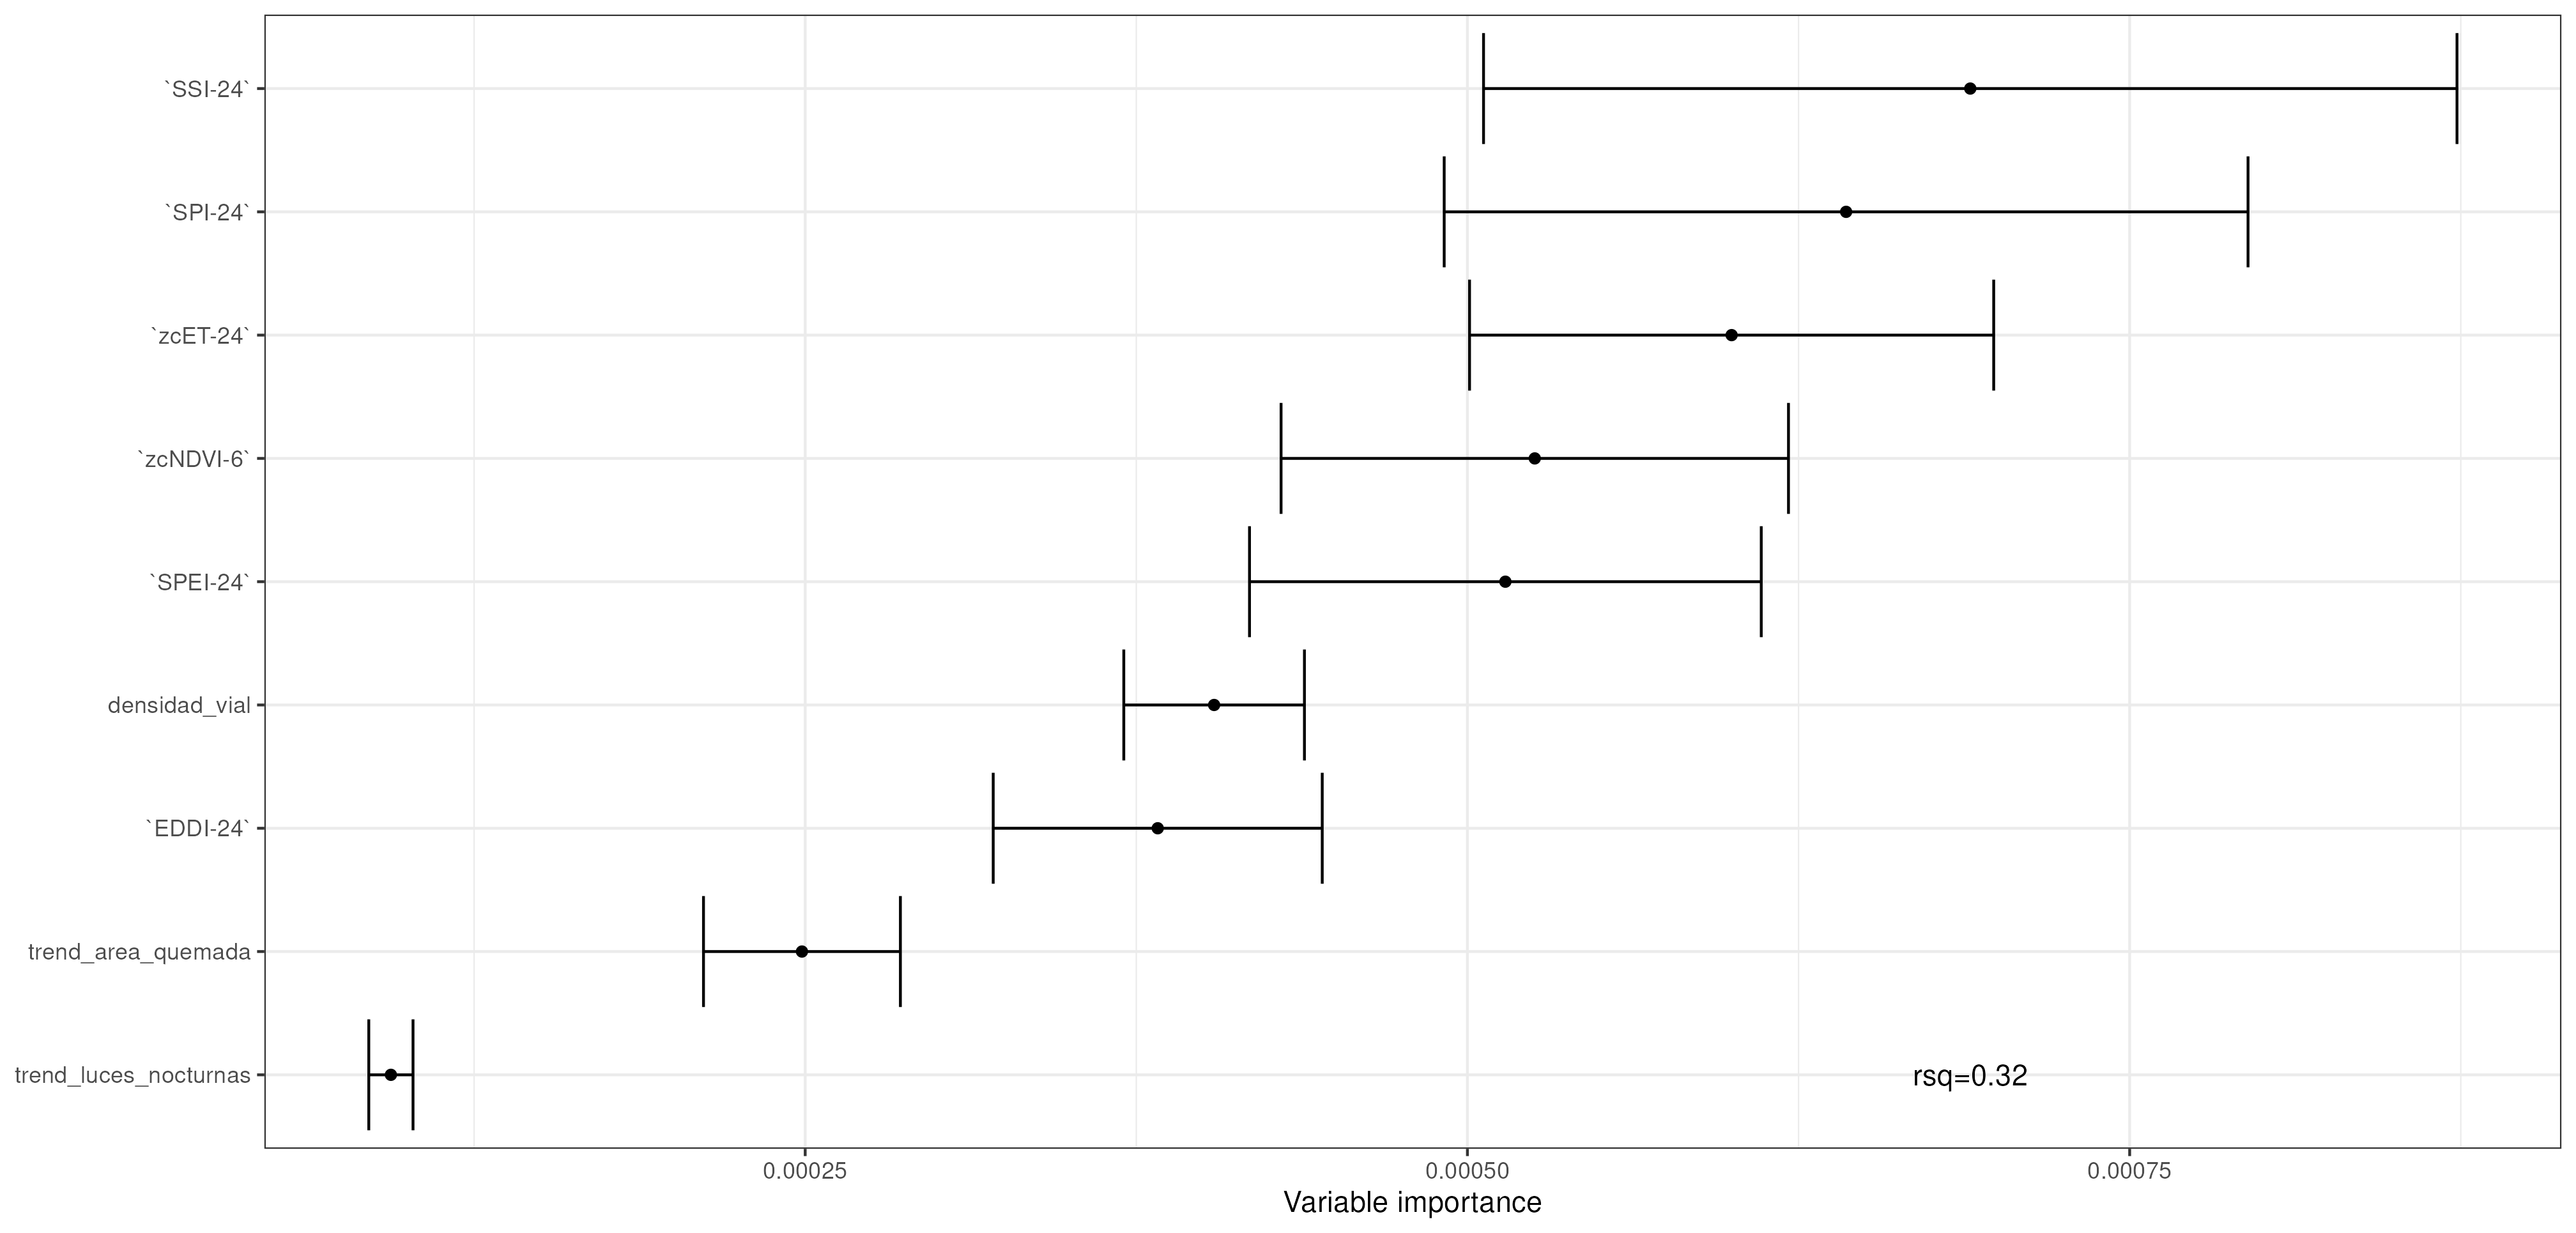 `SSI-24`
`SPI-24`
`zcET-24`
`zcNDVI-6`
`SPEI-24`
densidad_vial
`EDDI-24`
trend_area_quemada
trend_luces_nocturnas
rsq=0.32
0.00025
0.00050
0.00075
Variable importance